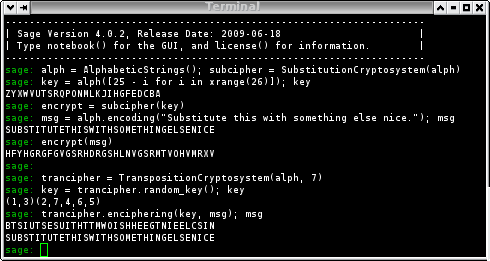 Terminal
----------------------------------------------------------------------
| Sage Version 4.0.2, Release Date: 2009-06-18                       |
| Type notebook() for the GUI, and license() for information.        |
----------------------------------------------------------------------
sage: alph = AlphabeticStrings(); subcipher = SubstitutionCryptosystem(alph)
sage: key = alph([25 - i for i in xrange(26)]); key
ZYXWVUTSRQPONMLKJIHGFEDCBA
sage: encrypt = subcipher(key)
sage: msg = alph.encoding("Substitute this with something else nice."); msg
SUBSTITUTETHISWITHSOMETHINGELSENICE
sage: encrypt(msg)
HFYHGRGFGVGSRHDRGSHLNVGSRMTVOHVMRXV
sage:
sage: trancipher = TranspositionCryptosystem(alph, 7)
sage: key = trancipher.random_key(); key
(1,3)(2,7,4,6,5)
sage: trancipher.enciphering(key, msg); msg
BTSIUTSESUITHTTMWOISHHEEGTNIEELCSIN
SUBSTITUTETHISWITHSOMETHINGELSENICE
sage: